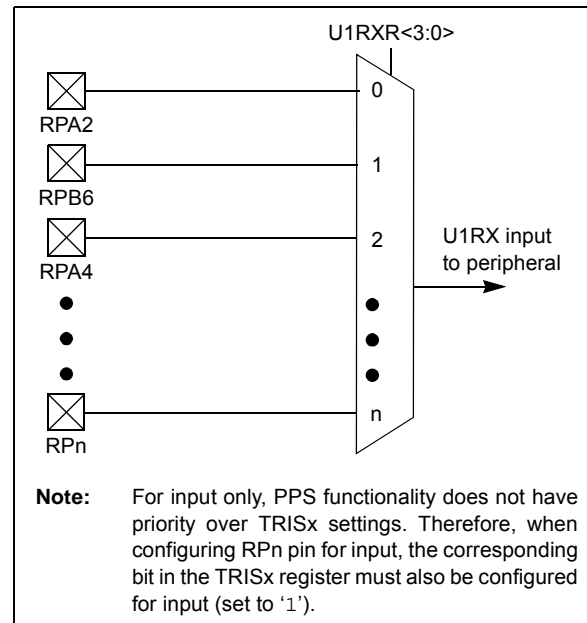 U1RXR<3:0>
RPA2
0
RPB6
1
RPA4
2
U1RX input
to peripheral
RPn
n
Note: For input only, PPS functionality does not have
priority over TRISx settings. Therefore, when
configuring RPn pin for input, the corresponding
bit in the TRISx register must also be configured
for input (set to ‘1’).